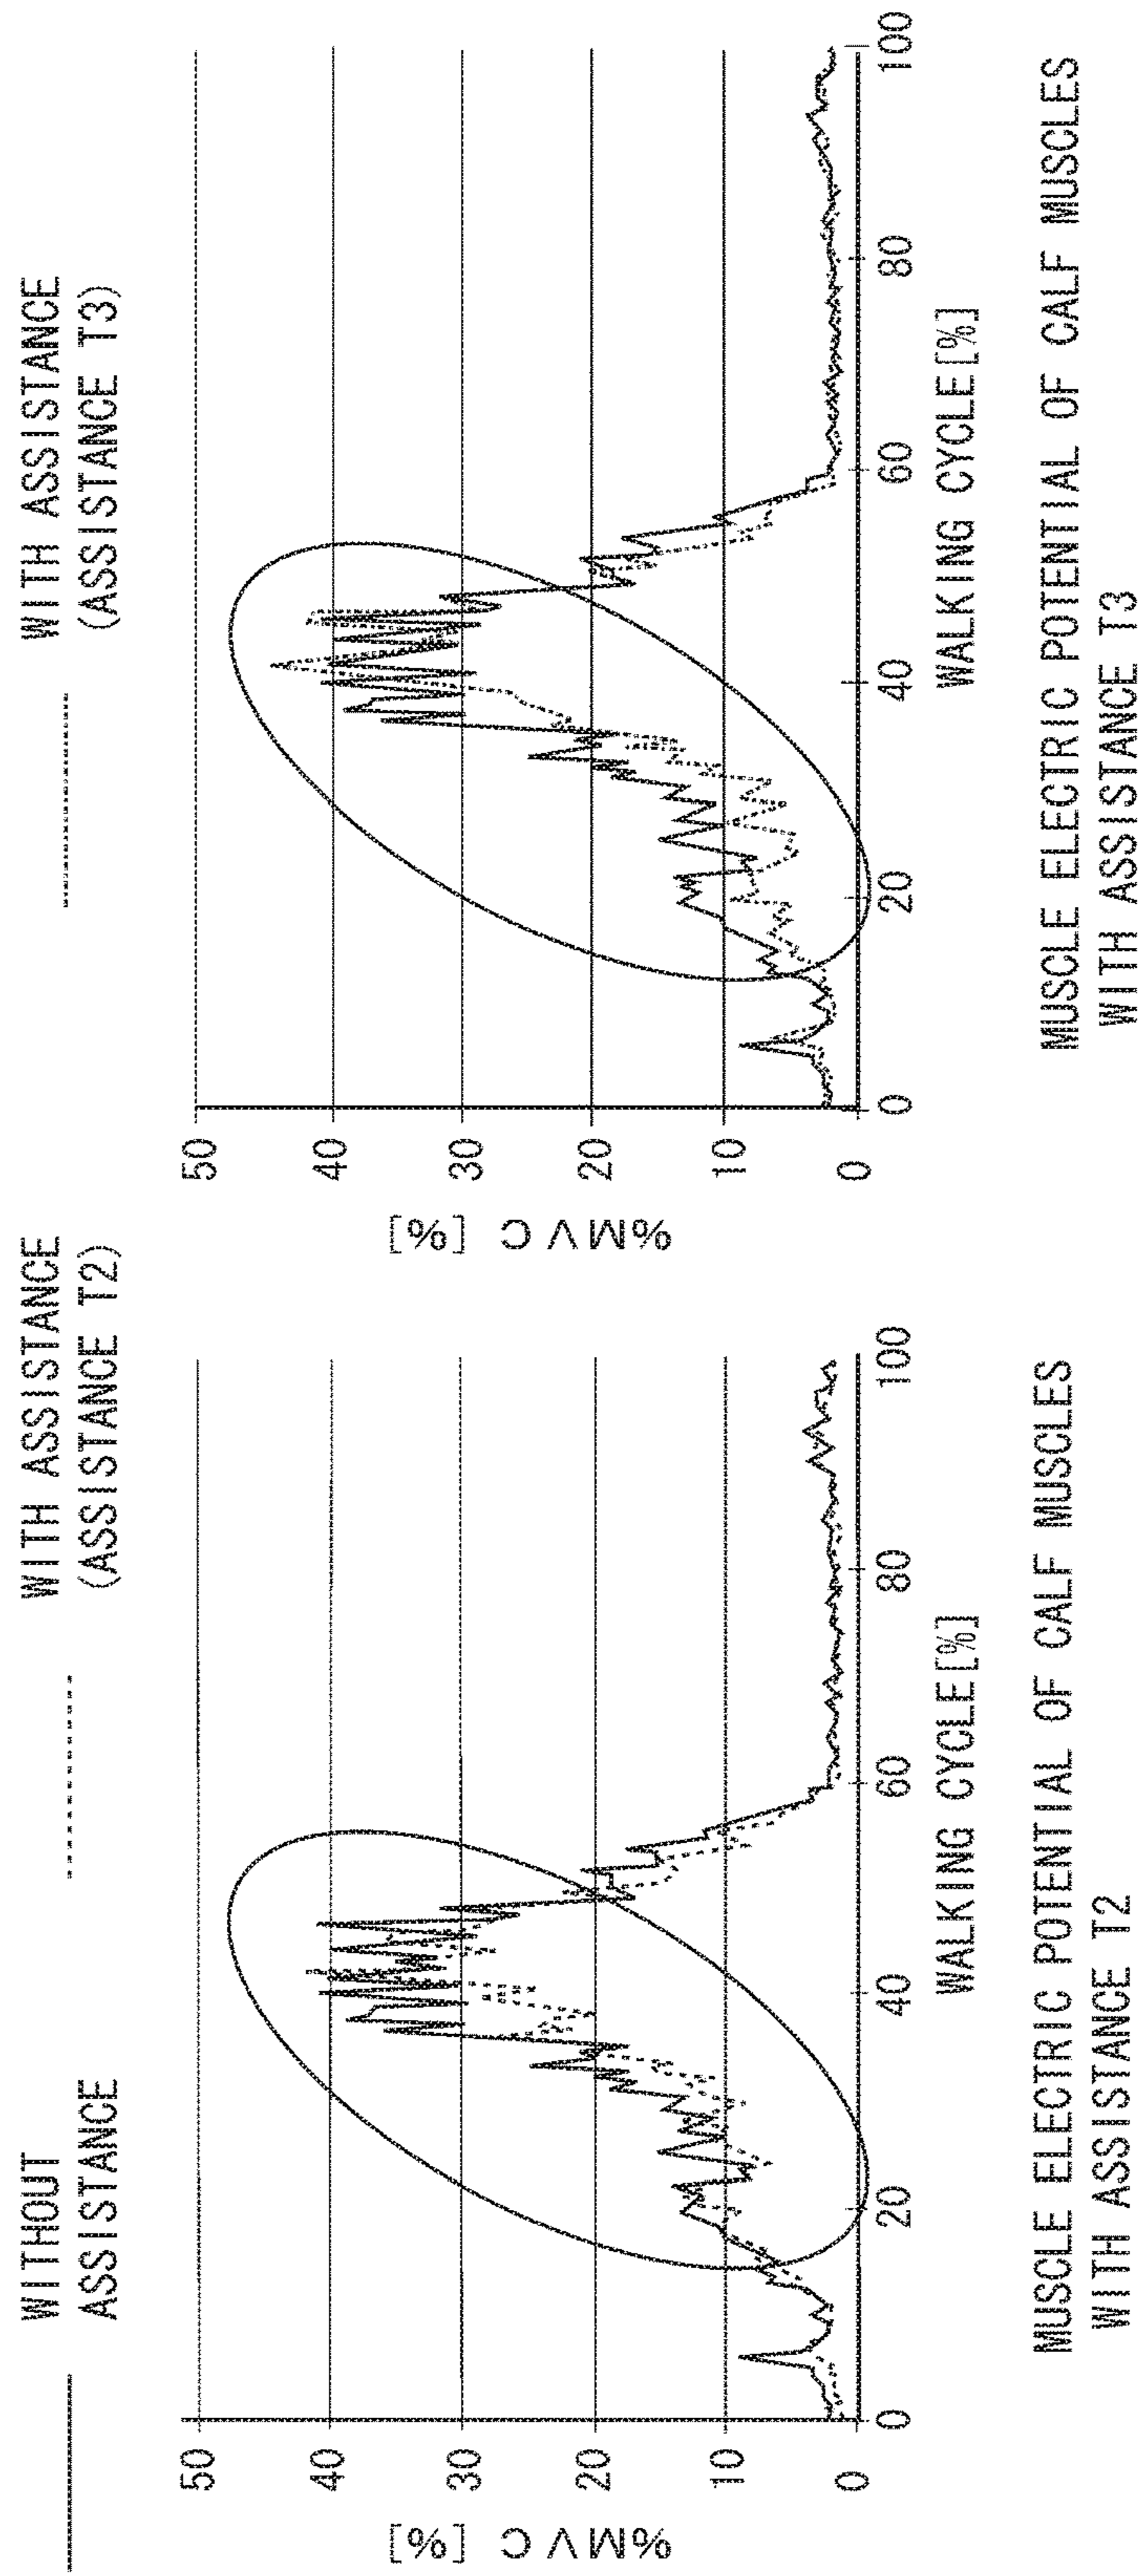 WITHOUT
ASSISTANCE
WITH ASSISTANCE
(ASSISTANCE T2)
WITH ASSISTANCE
(ASSISTANCE T3)
%MVC [%]
50
40
30
20
10
0
0 20 40 60 80 100
WALKING CYCLE[%]
MUSCLE ELECTRIC POTENTIAL OF CALF MUSCLES
WITH ASSISTANCE T2
%MVC [%]
50
40
30
20
10
0
0 20 40 60 80 100
WALKING CYCLE[%]
MUSCLE ELECTRIC POTENTIAL OF CALF MUSCLES
WITH ASSISTANCE T3